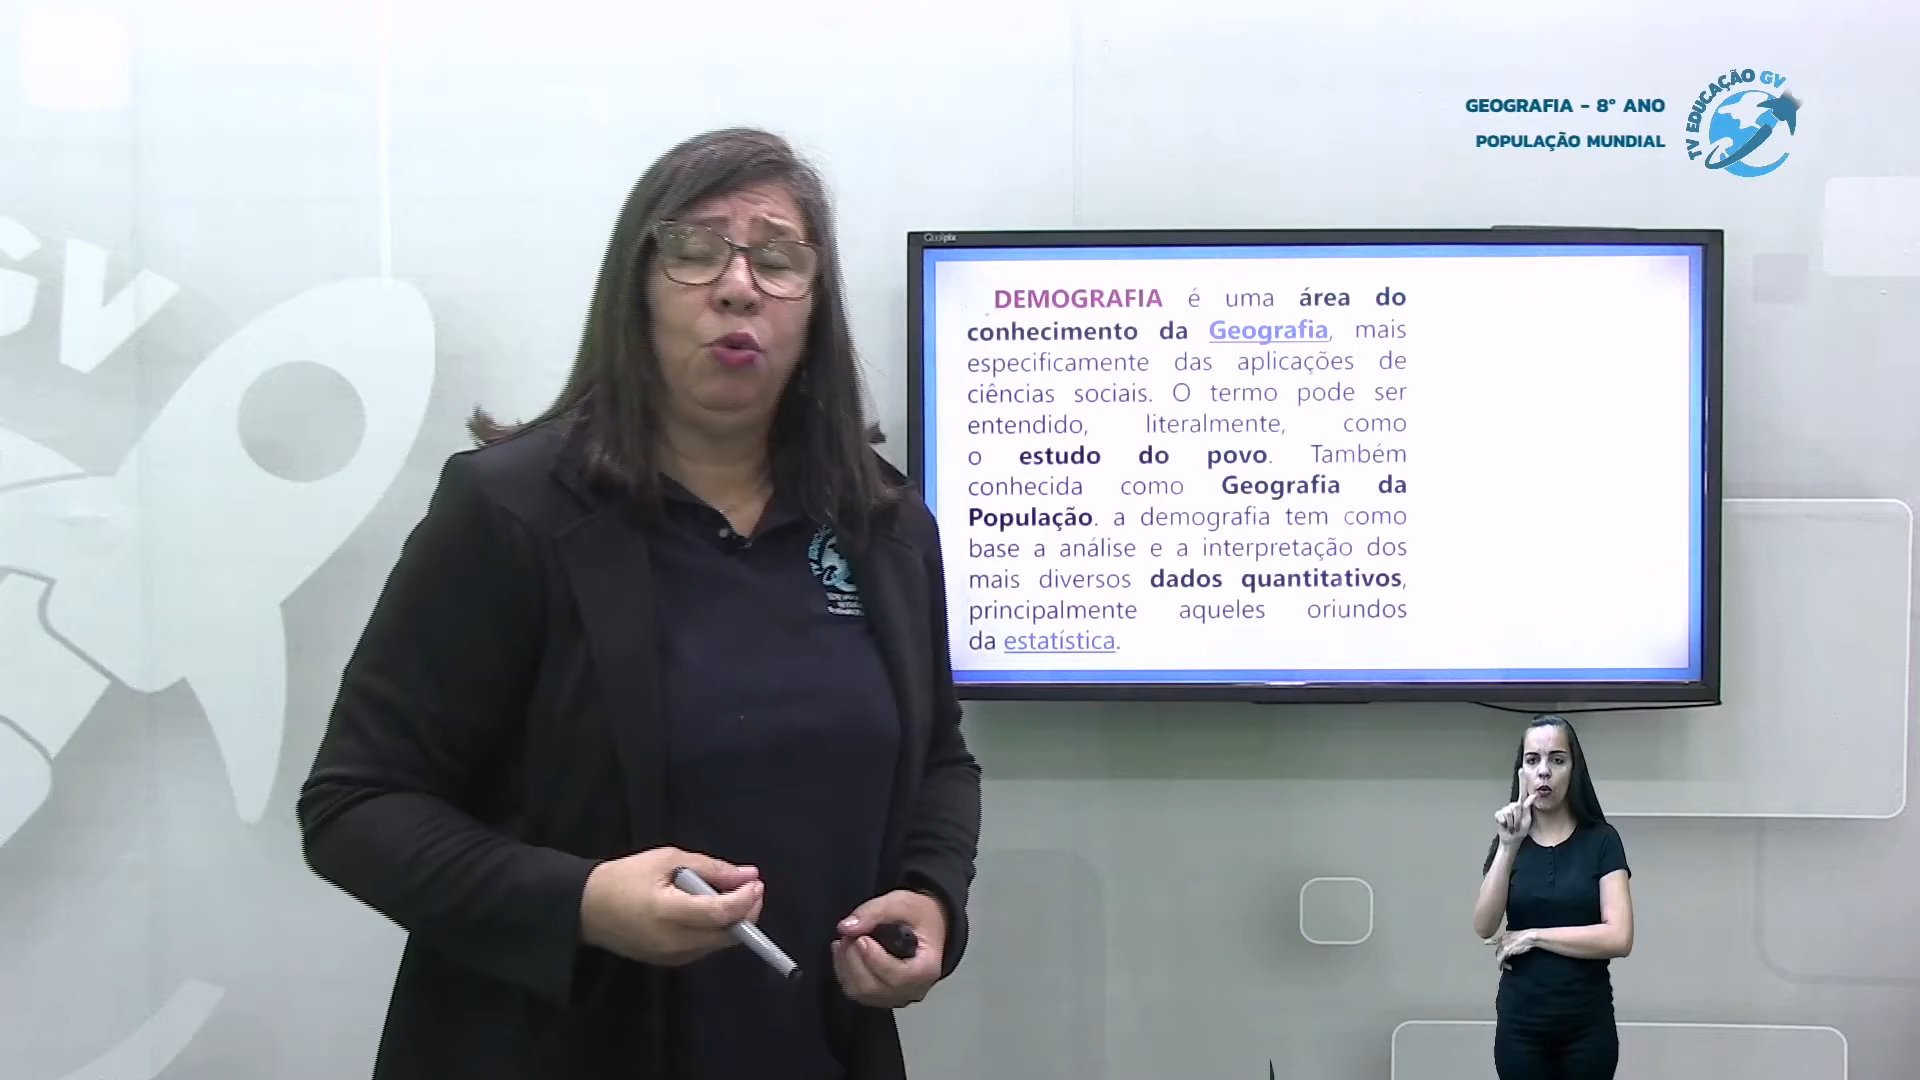 TV EDUCAÇÃO GV
GEOGRAFIA - 8º ANO
POPULAÇÃO MUNDIAL
GV
DEMOGRAFIA é uma área do
conhecimento da Geografia, mais
especificamente das aplicações de
ciências sociais. O termo pode ser
entendido, literalmente, como
o estudo do povo. Também
conhecida como Geografia da
População. a demografia tem como
base a análise e a interpretação dos
mais diversos dados quantitativos,
principalmente aqueles oriundos
da estatística.